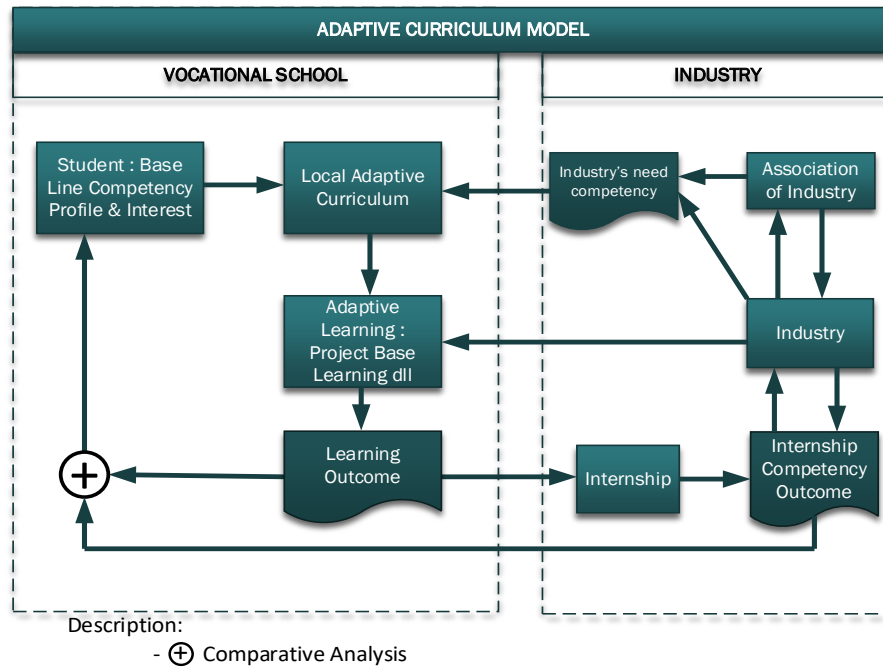 ADAPTIVE CURRICULUM MODEL
VOCATIONAL SCHOOL
INDUSTRY
Student : Base
Line Competency
Profile & Interest
Local Adaptive
Curriculum
Industry's need
competency
Association
of Industry
Adaptive
Learning :
Project Base
Learning dll
Industry
Learning
Outcome
Internship
Internship
Competency
Outcome
Description:
- ⊕ Comparative Analysis